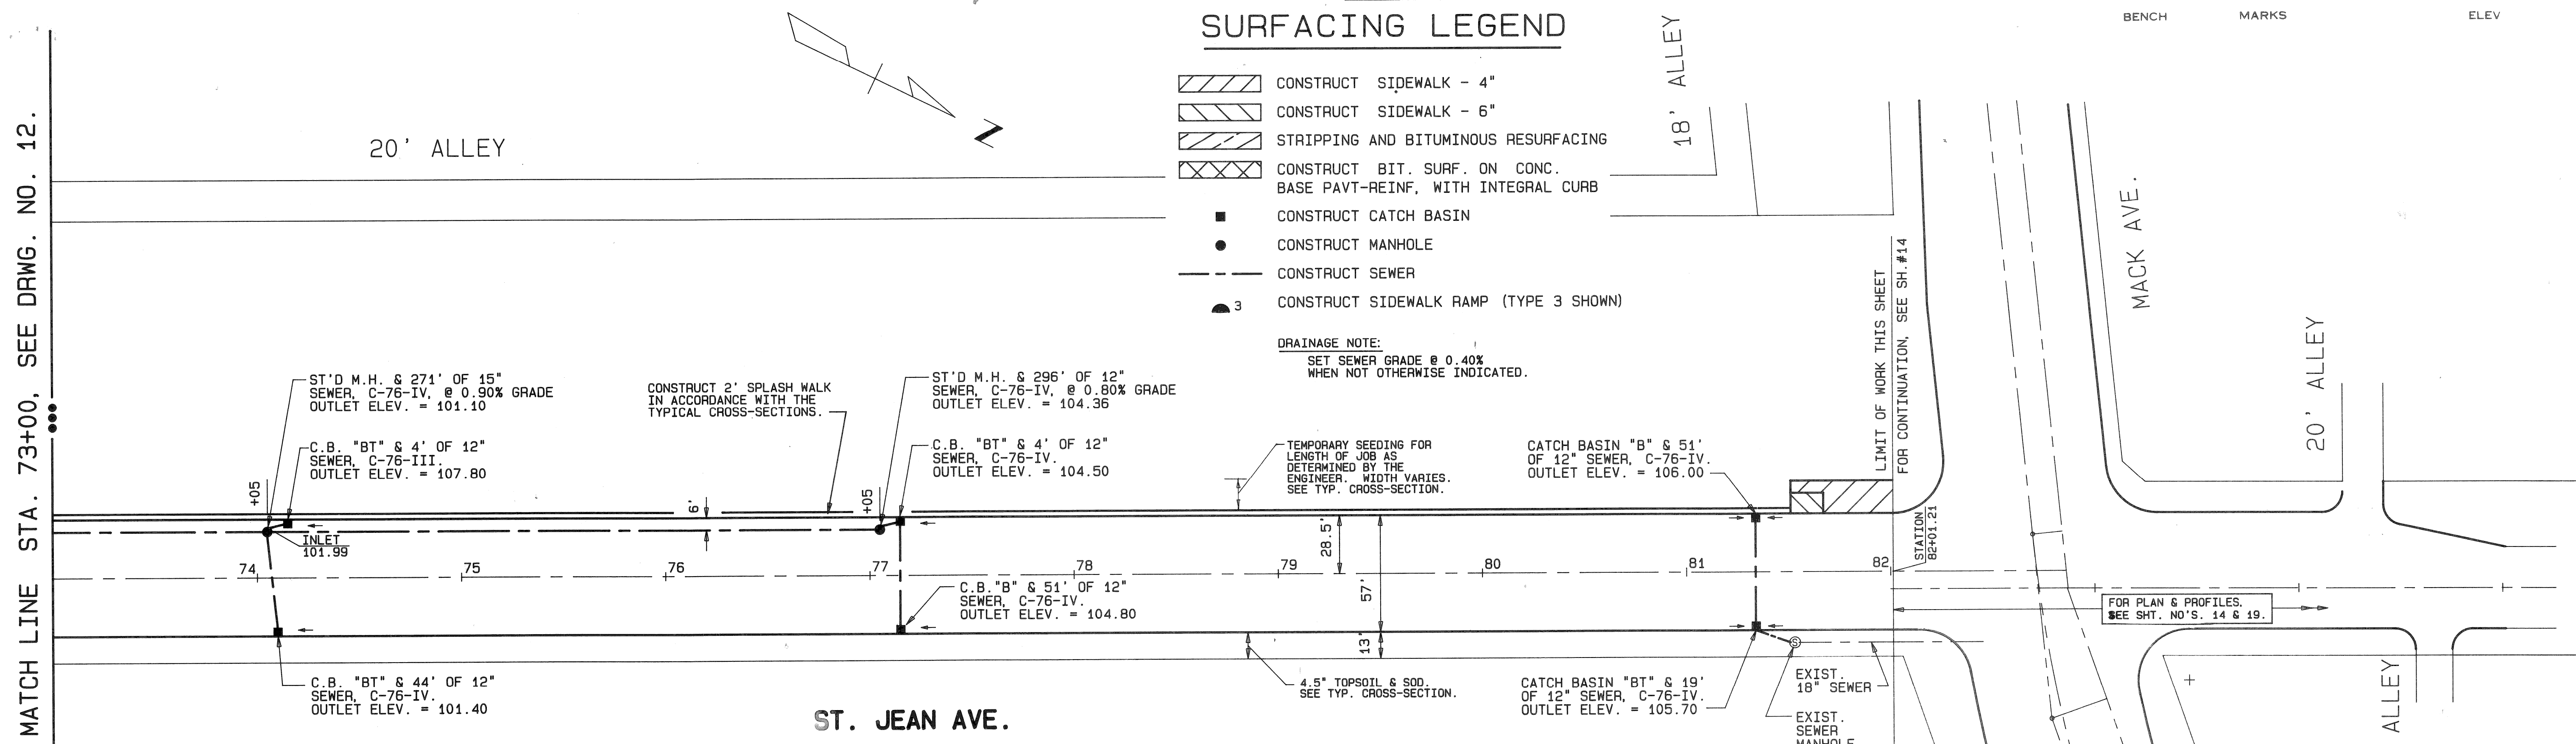 SURFACING LEGEND
CONSTRUCT SIDEWALK - 4"
CONSTRUCT SIDEWALK - 6"
STRIPPING AND BITUMINOUS RESURFACING
CONSTRUCT BIT. SURF. ON CONC.
BASE PAVT-REINF, WITH INTEGRAL CURB
CONSTRUCT CATCH BASIN
CONSTRUCT MANHOLE
CONSTRUCT SEWER
3 CONSTRUCT SIDEWALK RAMP (TYPE 3 SHOWN)
DRAINAGE NOTE:
SET SEWER GRADE @ 0.40%
WHEN NOT OTHERWISE INDICATED.
BENCH MARKS ELEV
MATCH LINE STA. 73+00, SEE DRWG. NO. 12.
20' ALLEY
N
18' ALLEY
MACK AVE.
20' ALLEY
LIMIT OF WORK THIS SHEET
FOR CONTINUATION, SEE SH.#14
ST'D M.H. & 271' OF 15"
SEWER, C-76-IV, @ 0.90% GRADE
OUTLET ELEV. = 101.10
C.B. "BT" & 4' OF 12"
SEWER, C-76-III.
OUTLET ELEV. = 107.80
CONSTRUCT 2' SPLASH WALK
IN ACCORDANCE WITH THE
TYPICAL CROSS-SECTIONS.
ST'D M.H. & 296' OF 12"
SEWER, C-76-IV, @ 0.80% GRADE
OUTLET ELEV. = 104.36
C.B. "BT" & 4' OF 12"
SEWER, C-76-IV.
OUTLET ELEV. = 104.50
TEMPORARY SEEDING FOR
LENGTH OF JOB AS
DETERMINED BY THE
ENGINEER. WIDTH VARIES.
SEE TYP. CROSS-SECTION.
CATCH BASIN "B" & 51'
OF 12" SEWER, C-76-IV.
OUTLET ELEV. = 106.00
+05
6'
+05
INLET
101.99
28.5'
57'
13'
STATION
82+01.21
74
75
76
77
78
79
80
81
82
C.B."B" & 51' OF 12"
SEWER, C-76-IV.
OUTLET ELEV. = 104.80
FOR PLAN & PROFILES,
SEE SHT. NO'S. 14 & 19.
S
C.B. "BT" & 44' OF 12"
SEWER, C-76-IV.
OUTLET ELEV. = 101.40
4.5" TOPSOIL & SOD.
SEE TYP. CROSS-SECTION.
CATCH BASIN "BT" & 19'
OF 12" SEWER, C-76-IV.
OUTLET ELEV. = 105.70
EXIST.
18" SEWER
EXIST.
SEWER
MANHOLE
ST. JEAN AVE.
ALLEY